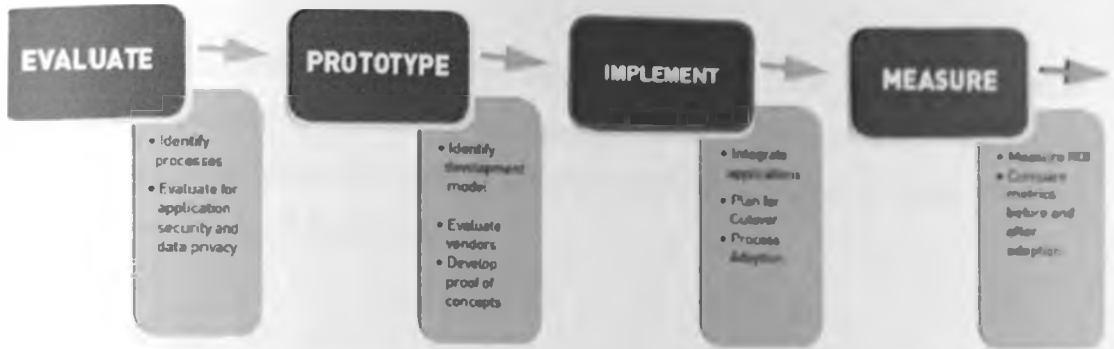 EVALUATE
• Identify
processes
• Evaluate for
application
security and
data privacy
PROTOTYPE
• Identify
development
model
• Evaluate
vendors
• Develop
proof of
concepts
IMPLEMENT
• Integrate
applications
• Plan for
Cutover
• Process
Adoption
MEASURE
• Measure ROI
• Compare
metrics
before and
after
adoption